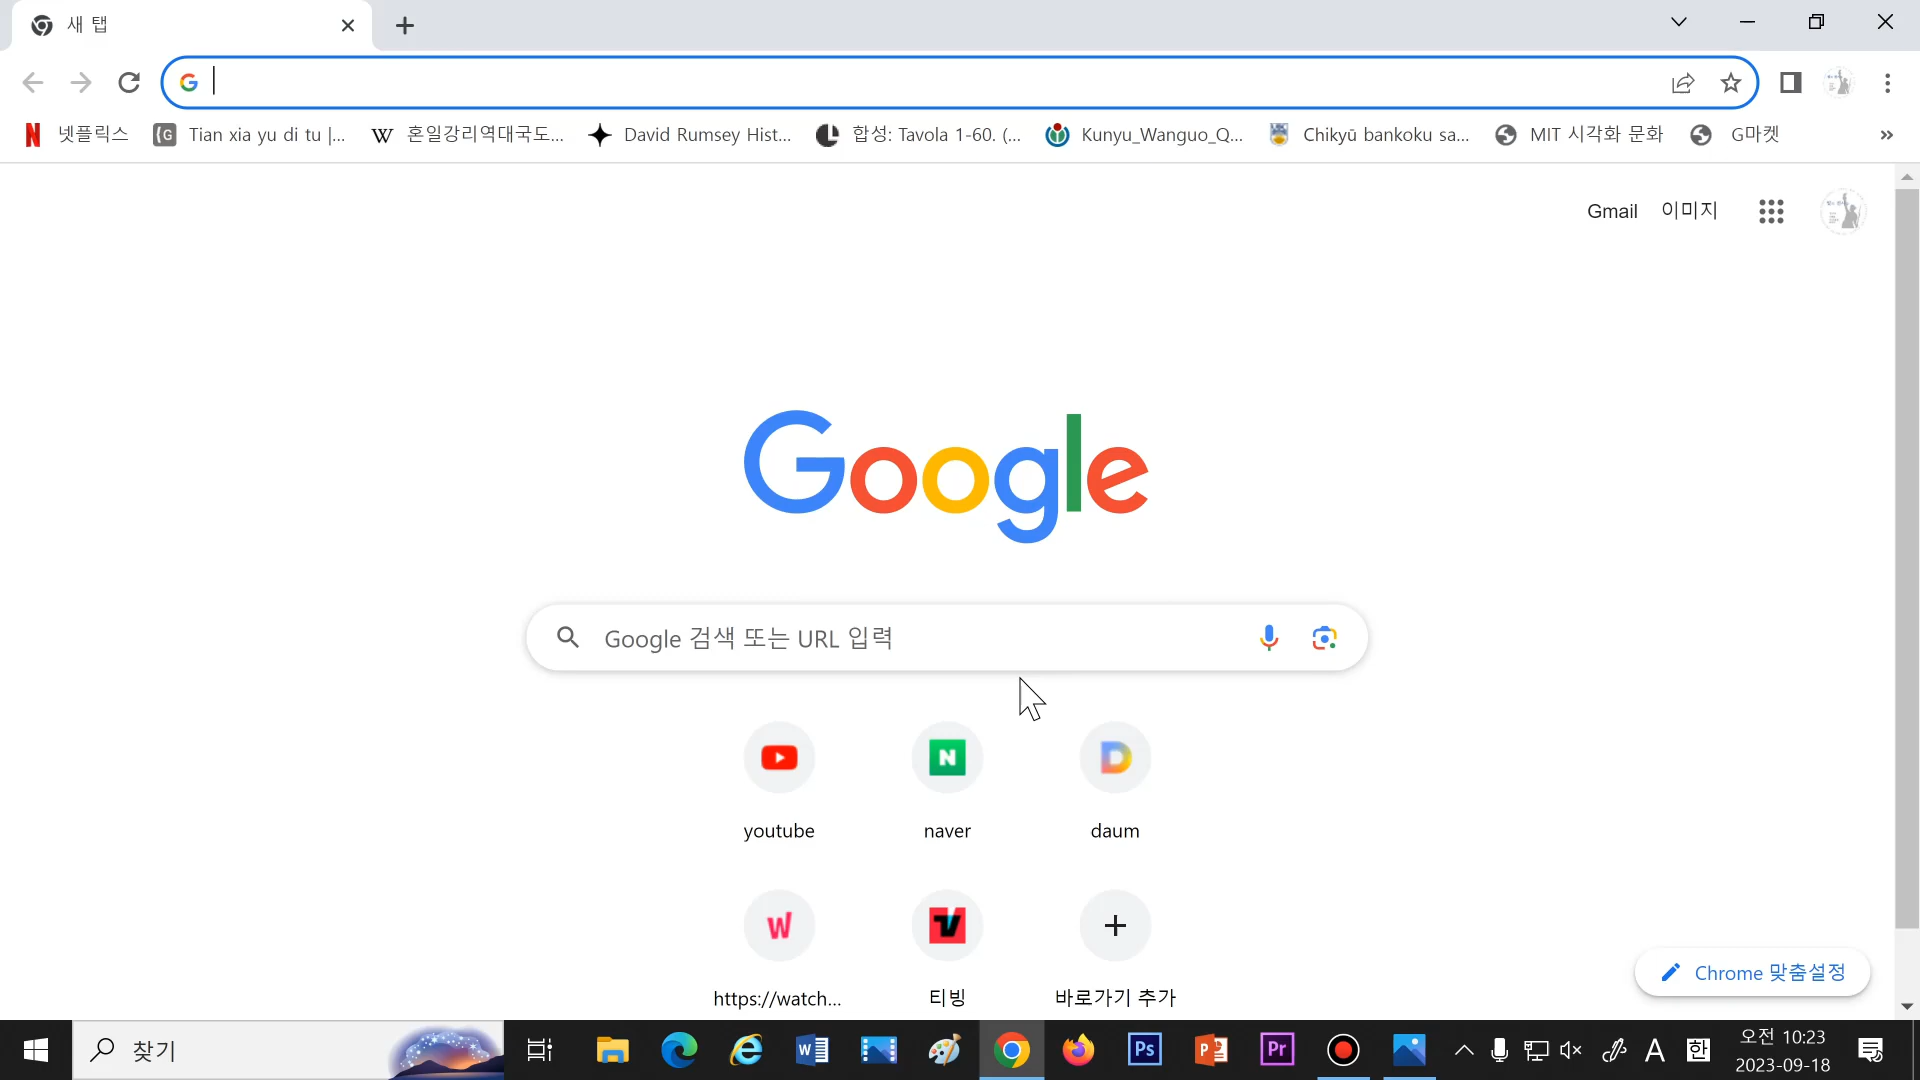 새 탭
넷플릭스
Tian xia yu di tu |...
혼일강리역대국도...
David Rumsey Hist...
합성: Tavola 1-60. (...
Kunyu_Wanguo_Q...
Chikyū bankoku sa...
MIT 시각화 문화
G마켓
Gmail 이미지
Google
Google 검색 또는 URL 입력
youtube naver daum
https://watch... 티빙 바로가기 추가
Chrome 맞춤설정
찾기
Ps
Pr
A
한
오전 10:23
2023-09-18